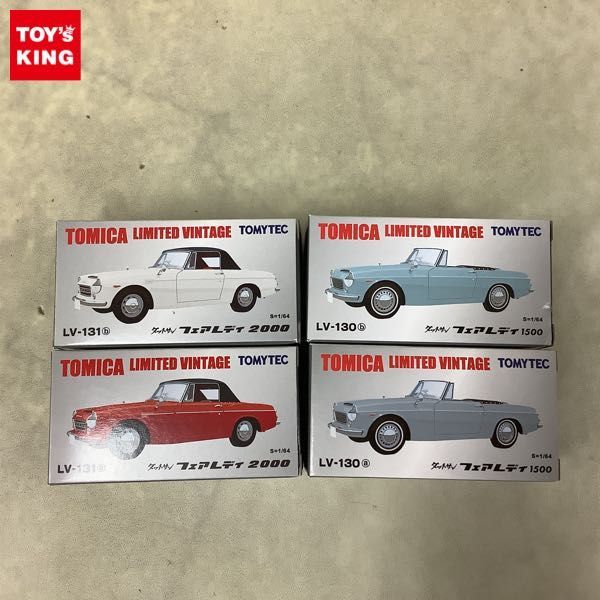 TOY's
KING
TOMICA LIMITED VINTAGE TOMYTEC
S=1/64
LV-131ⓑ ダットサン フェアレディ 2000
TOMICA LIMITED VINTAGE TOMYTEC
S=1/64
LV-130ⓑ ダットサン フェアレディ 1500
TOMICA LIMITED VINTAGE TOMYTEC
S=1/64
LV-131ⓐ ダットサン フェアレディ 2000
TOMICA LIMITED VINTAGE TOMYTEC
S=1/64
LV-130ⓐ ダットサン フェアレディ 1500